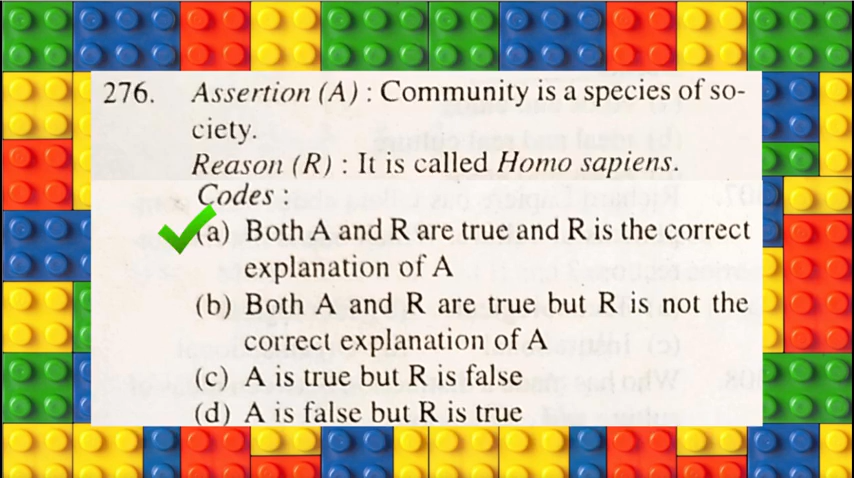 276. Assertion (A) : Community is a species of so-
ciety.
Reason (R) : It is called Homo sapiens.
Codes :
(a) Both A and R are true and R is the correct
explanation of A
(b) Both A and R are true but R is not the
correct explanation of A
(c) A is true but R is false
(d) A is false but R is true